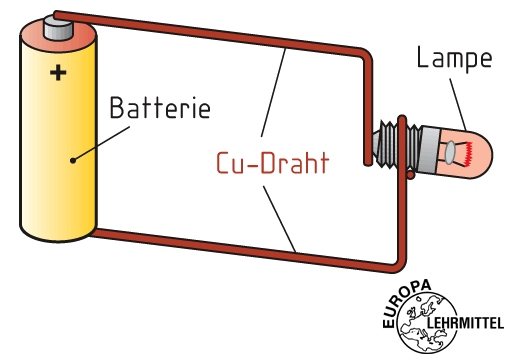 Lampe
+
Batterie
Cu-Draht
EUROPA
LEHRMITTEL